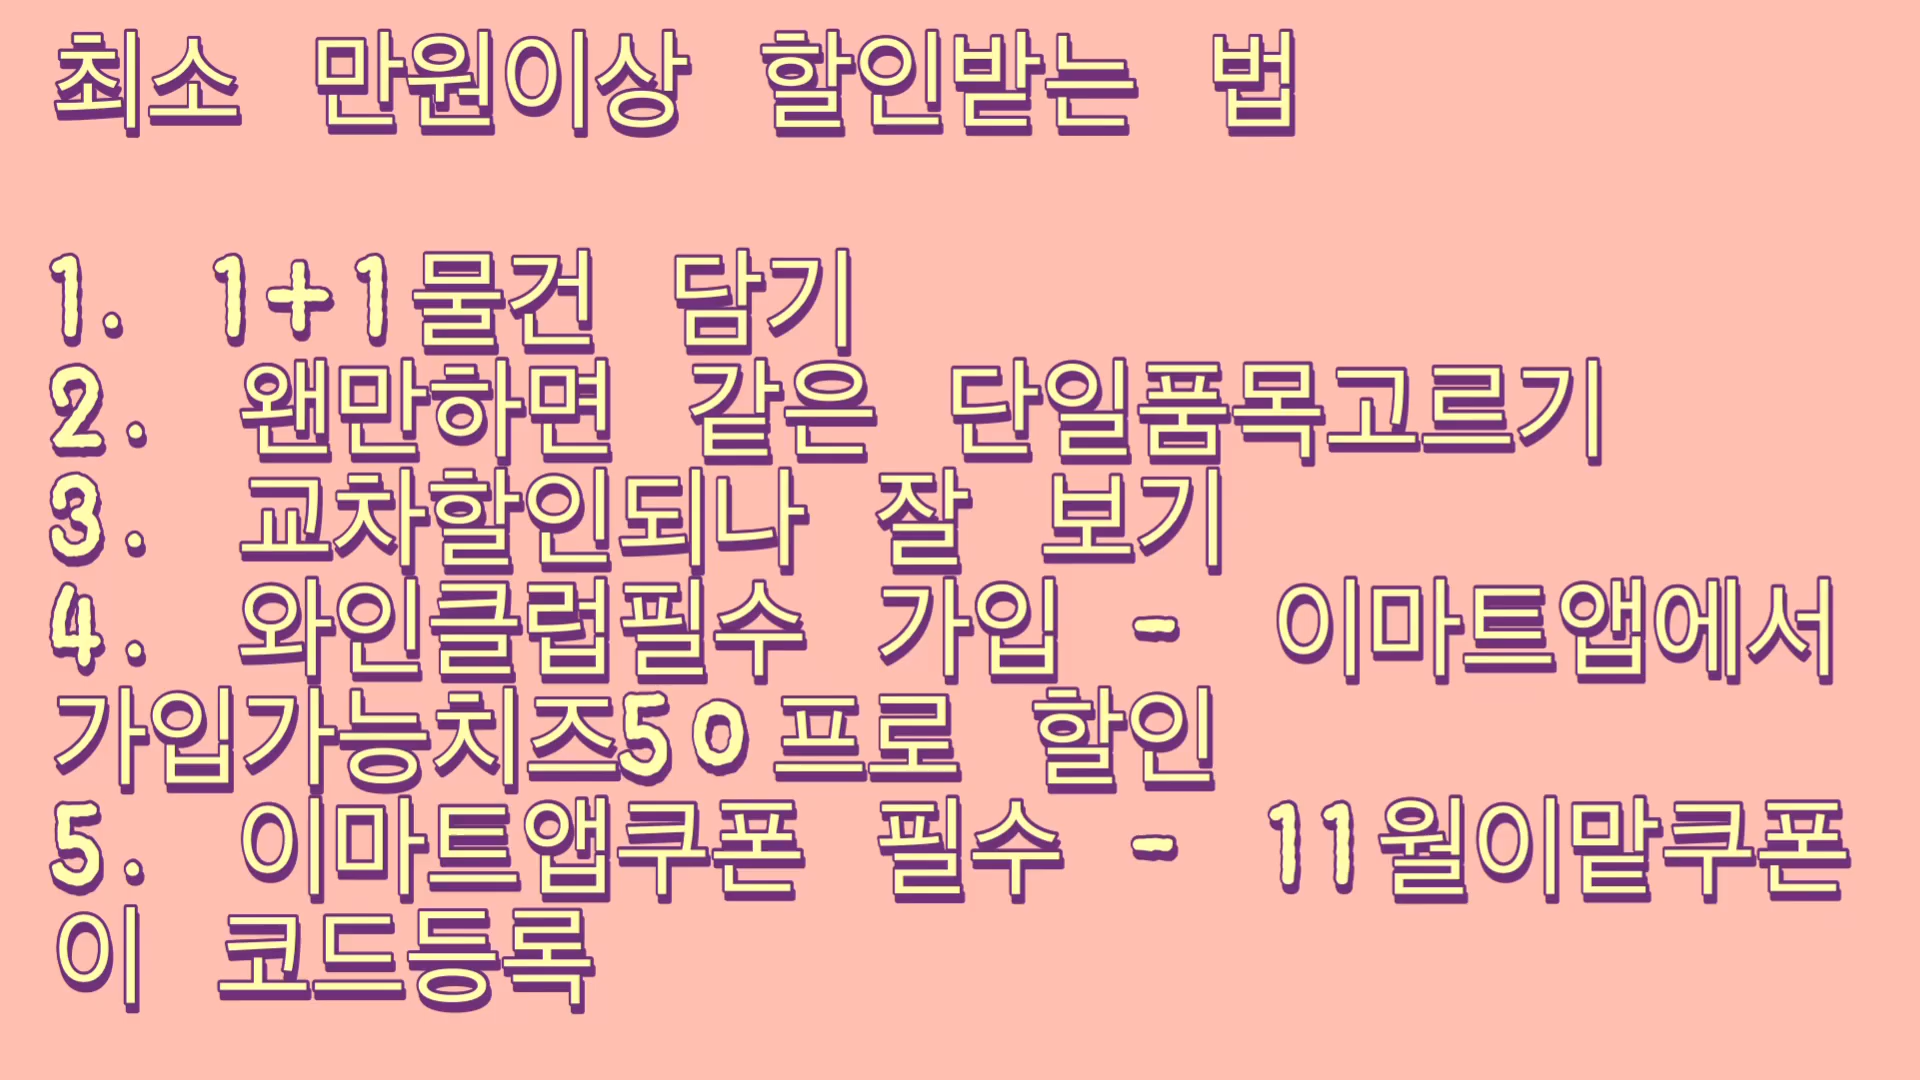 최소 만원이상 할인받는 법
1. 1+1물건 담기
2. 왠만하면 같은 단일품목고르기
3. 교차할인되나 잘 보기
4. 와인클럽필수 가입 - 이마트앱에서
가입가능치즈50프로 할인
5. 이마트앱쿠폰 필수 - 11월이맡쿠폰
이 코드등록